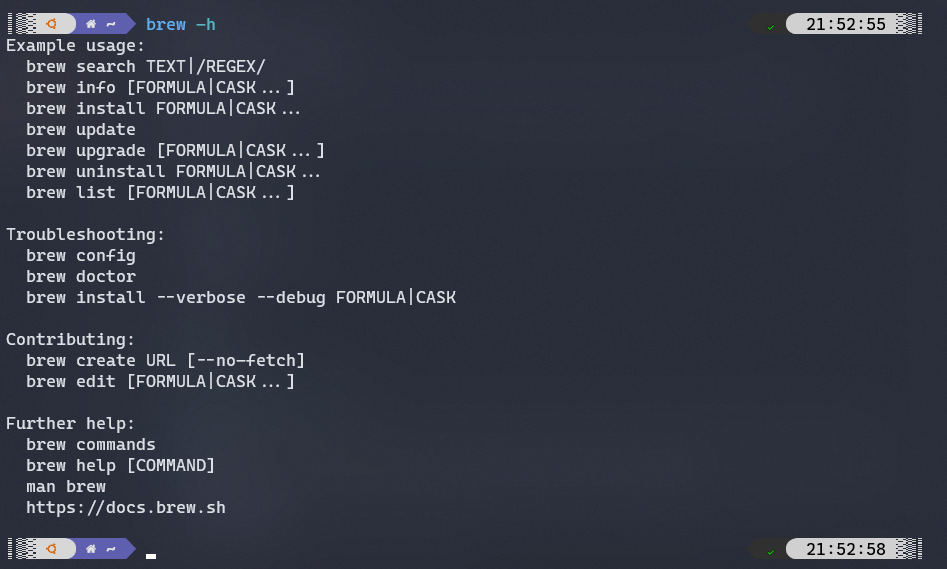 ~ brew -h 21:52:55
Example usage:
  brew search TEXT|/REGEX/
  brew info [FORMULA|CASK...]
  brew install FORMULA|CASK...
  brew update
  brew upgrade [FORMULA|CASK...]
  brew uninstall FORMULA|CASK...
  brew list [FORMULA|CASK...]

Troubleshooting:
  brew config
  brew doctor
  brew install --verbose --debug FORMULA|CASK

Contributing:
  brew create URL [--no-fetch]
  brew edit [FORMULA|CASK...]

Further help:
  brew commands
  brew help [COMMAND]
  man brew
  https://docs.brew.sh

~ 21:52:58